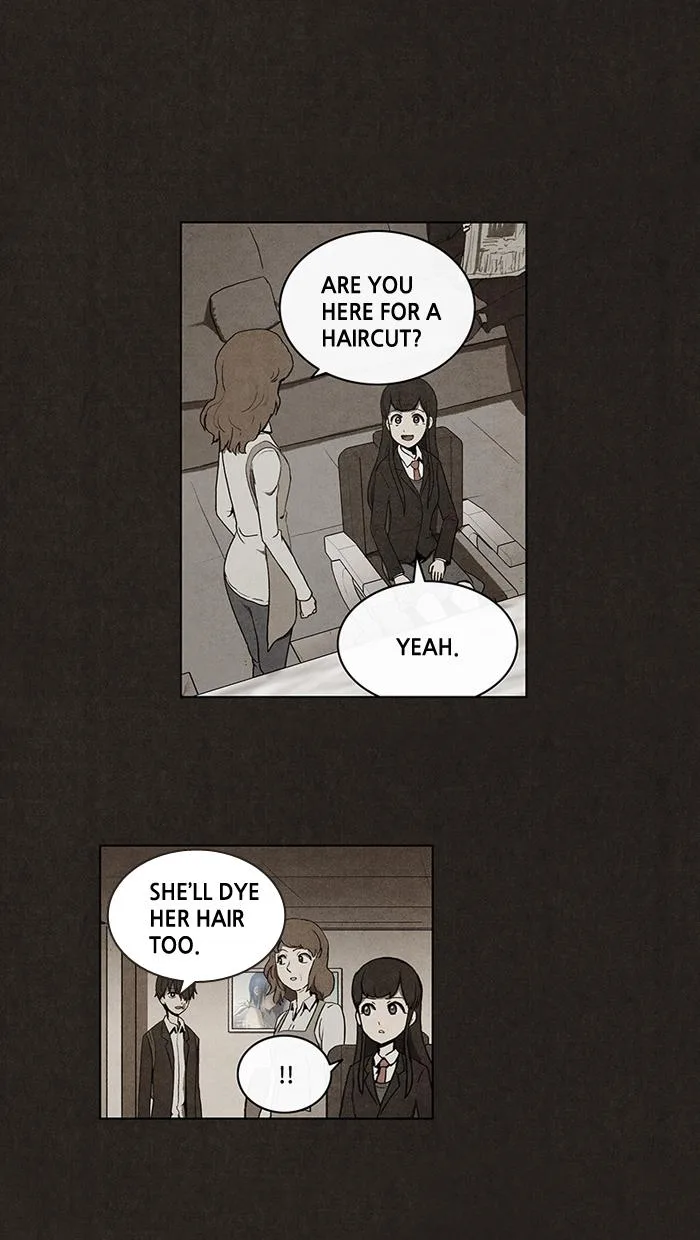 ARE YOU
HERE FOR A
HAIRCUT?
YEAH.
SHE'LL DYE
HER HAIR
TOO.
!!